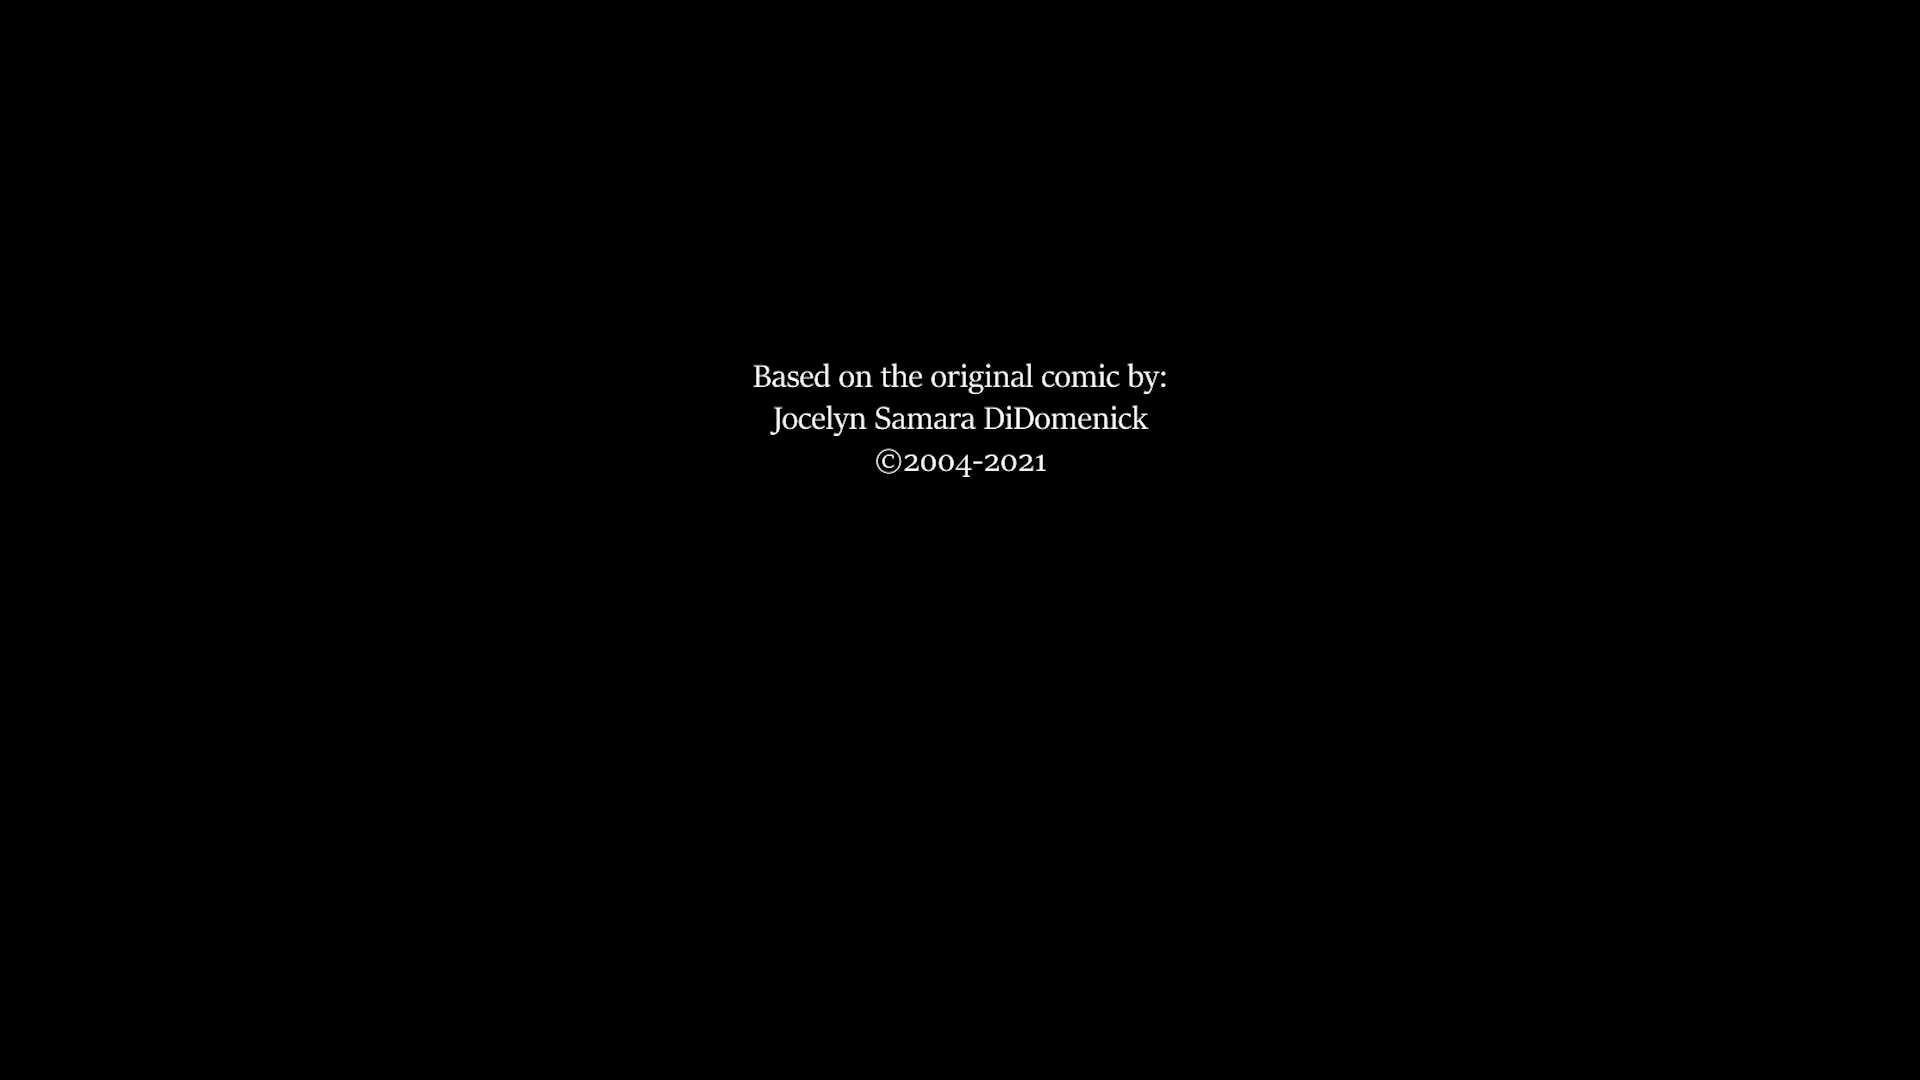 Based on the original comic by:
Jocelyn Samara DiDomenick
©2004-2021